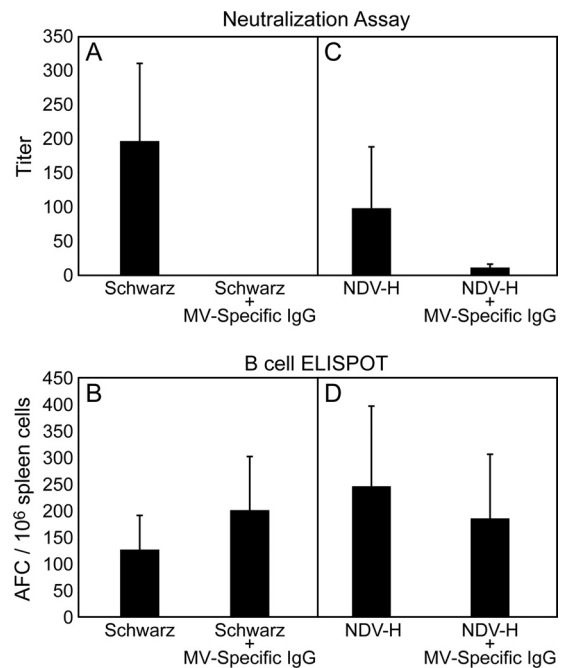 Neutralization Assay
A
C
350
300
250
200
150
100
50
0
Titer
Schwarz
Schwarz
+
MV-Specific IgG
NDV-H
NDV-H
+
MV-Specific IgG
B cell ELISPOT
B
D
450
400
350
300
250
200
150
100
50
0
AFC / 10⁶ spleen cells
Schwarz
Schwarz
+
MV-Specific IgG
NDV-H
NDV-H
+
MV-Specific IgG